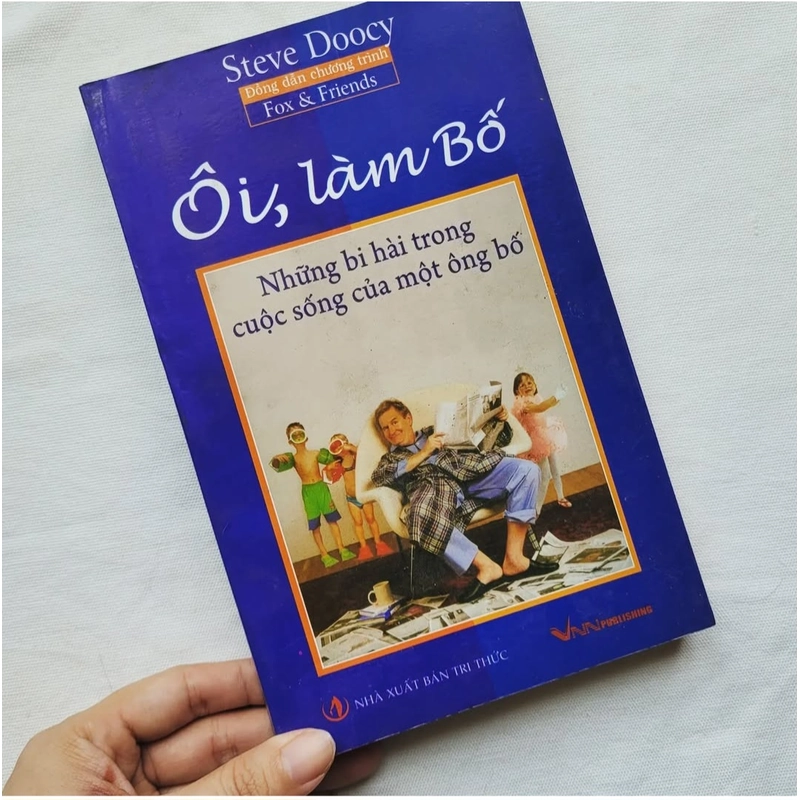 Steve Doocy
Đồng dẫn chương trình
Fox & Friends
Ôi, làm Bố
Những bi hài trong
cuộc sống của một ông bố
NHÀ XUẤT BẢN TRI THỨC
VNN PUBLISHING